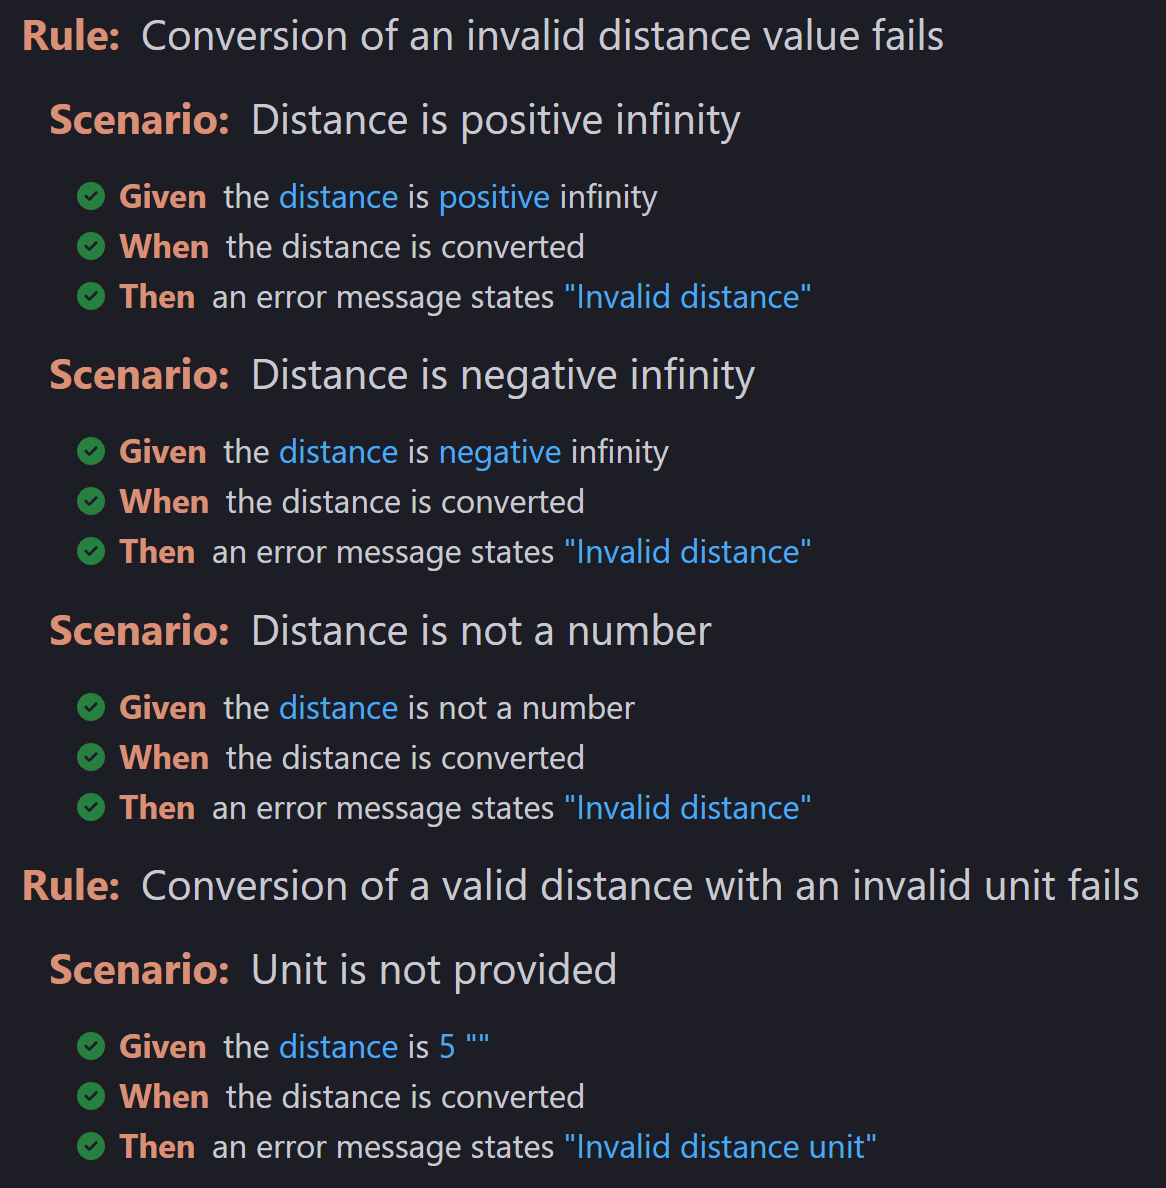 Rule: Conversion of an invalid distance value fails
Scenario: Distance is positive infinity
Given the distance is positive infinity
When the distance is converted
Then an error message states "Invalid distance"
Scenario: Distance is negative infinity
Given the distance is negative infinity
When the distance is converted
Then an error message states "Invalid distance"
Scenario: Distance is not a number
Given the distance is not a number
When the distance is converted
Then an error message states "Invalid distance"
Rule: Conversion of a valid distance with an invalid unit fails
Scenario: Unit is not provided
Given the distance is 5 ""
When the distance is converted
Then an error message states "Invalid distance unit"